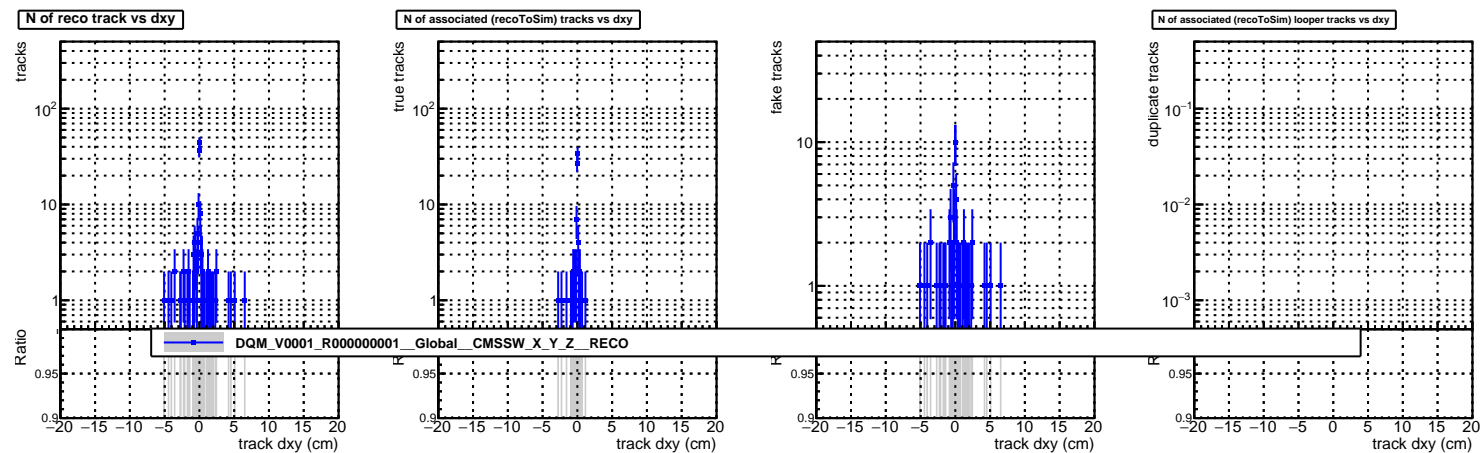 N of reco track vs dxy
N of associated (recoToSim) tracks vs dxy
N of associated (recoToSim) looper tracks vs dxy
tracks
10²
10
1
Ratio
0.95
0.9
−20 −15 −10 −5 0 5 10 15 20
track dxy (cm)
true tracks
10²
10
1
0.95
0.9
−20 −15 −10 −5 0 5 10 15 20
track dxy (cm)
fake tracks
10
1
0.95
0.9
−20 −15 −10 −5 0 5 10 15 20
track dxy (cm)
duplicate tracks
10⁻¹
10⁻²
10⁻³
0.95
0.9
−20 −15 −10 −5 0 5 10 15 20
track dxy (cm)
DQM_V0001_R000000001__Global__CMSSW_X_Y_Z__RECO